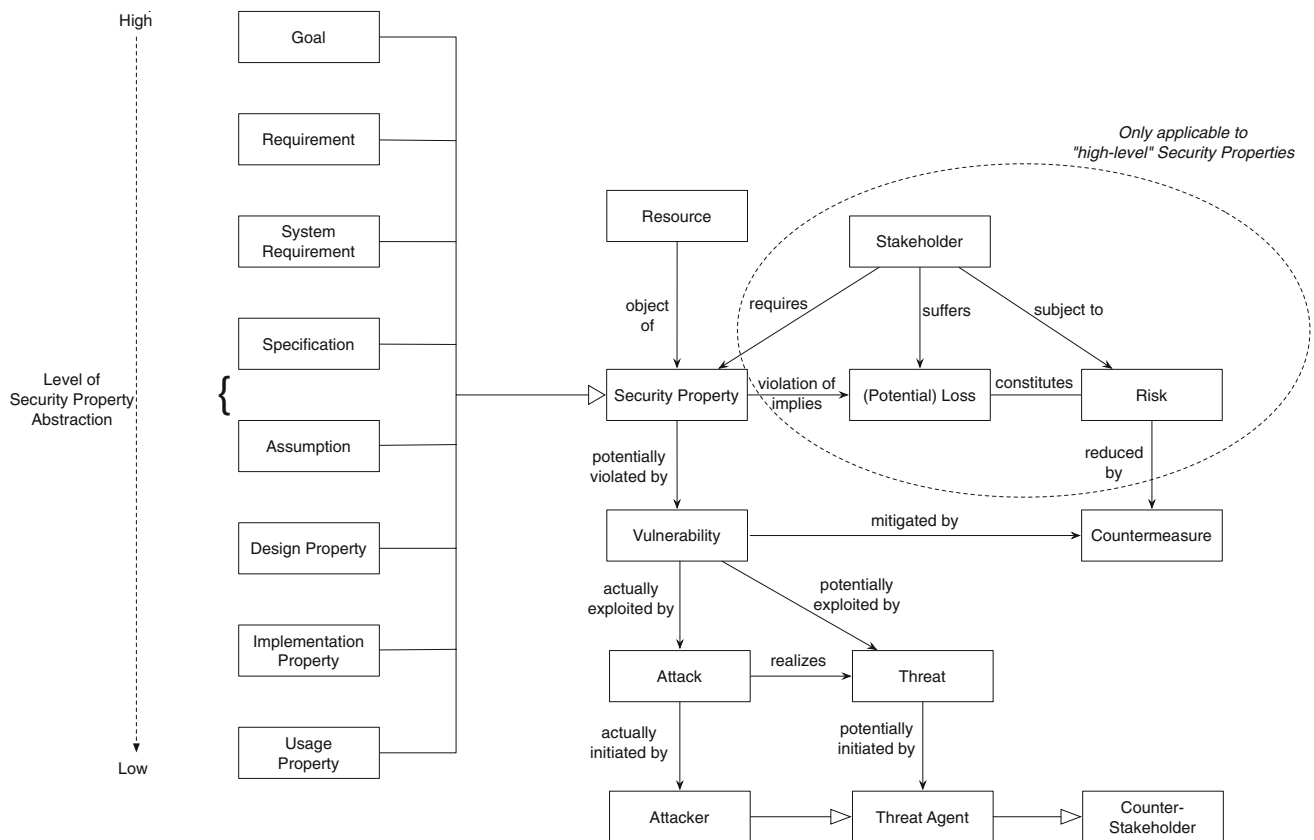 High
Goal
Requirement
Only applicable to
"high-level" Security Properties
System
Requirement
Resource
Stakeholder
object
of
requires
suffers
subject to
Specification
Level of
Security Property
Abstraction
{
Security Property
violation of
implies
(Potential) Loss
constitutes
Risk
Assumption
potentially
violated by
reduced
by
Design Property
Vulnerability
mitigated by
Countermeasure
actually
exploited by
potentially
exploited by
Implementation
Property
Attack
realizes
Threat
Usage
Property
actually
initiated by
potentially
initiated by
Low
Attacker
Threat Agent
Counter-
Stakeholder